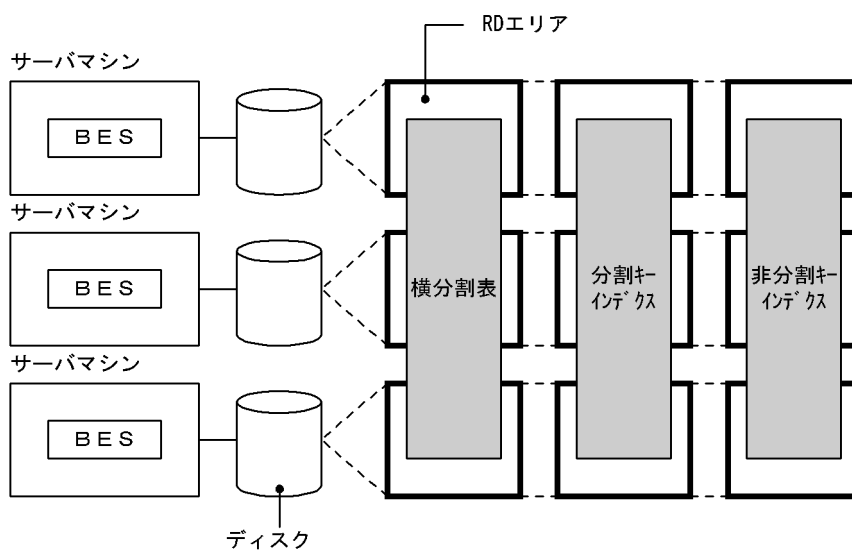 RDエリア
サーバマシン
ＢＥＳ
サーバマシン
ＢＥＳ
横分割表
分割ｷｰ
ｲﾝﾃﾞｸｽ
非分割ｷｰ
ｲﾝﾃﾞｸｽ
サーバマシン
ＢＥＳ
ディスク